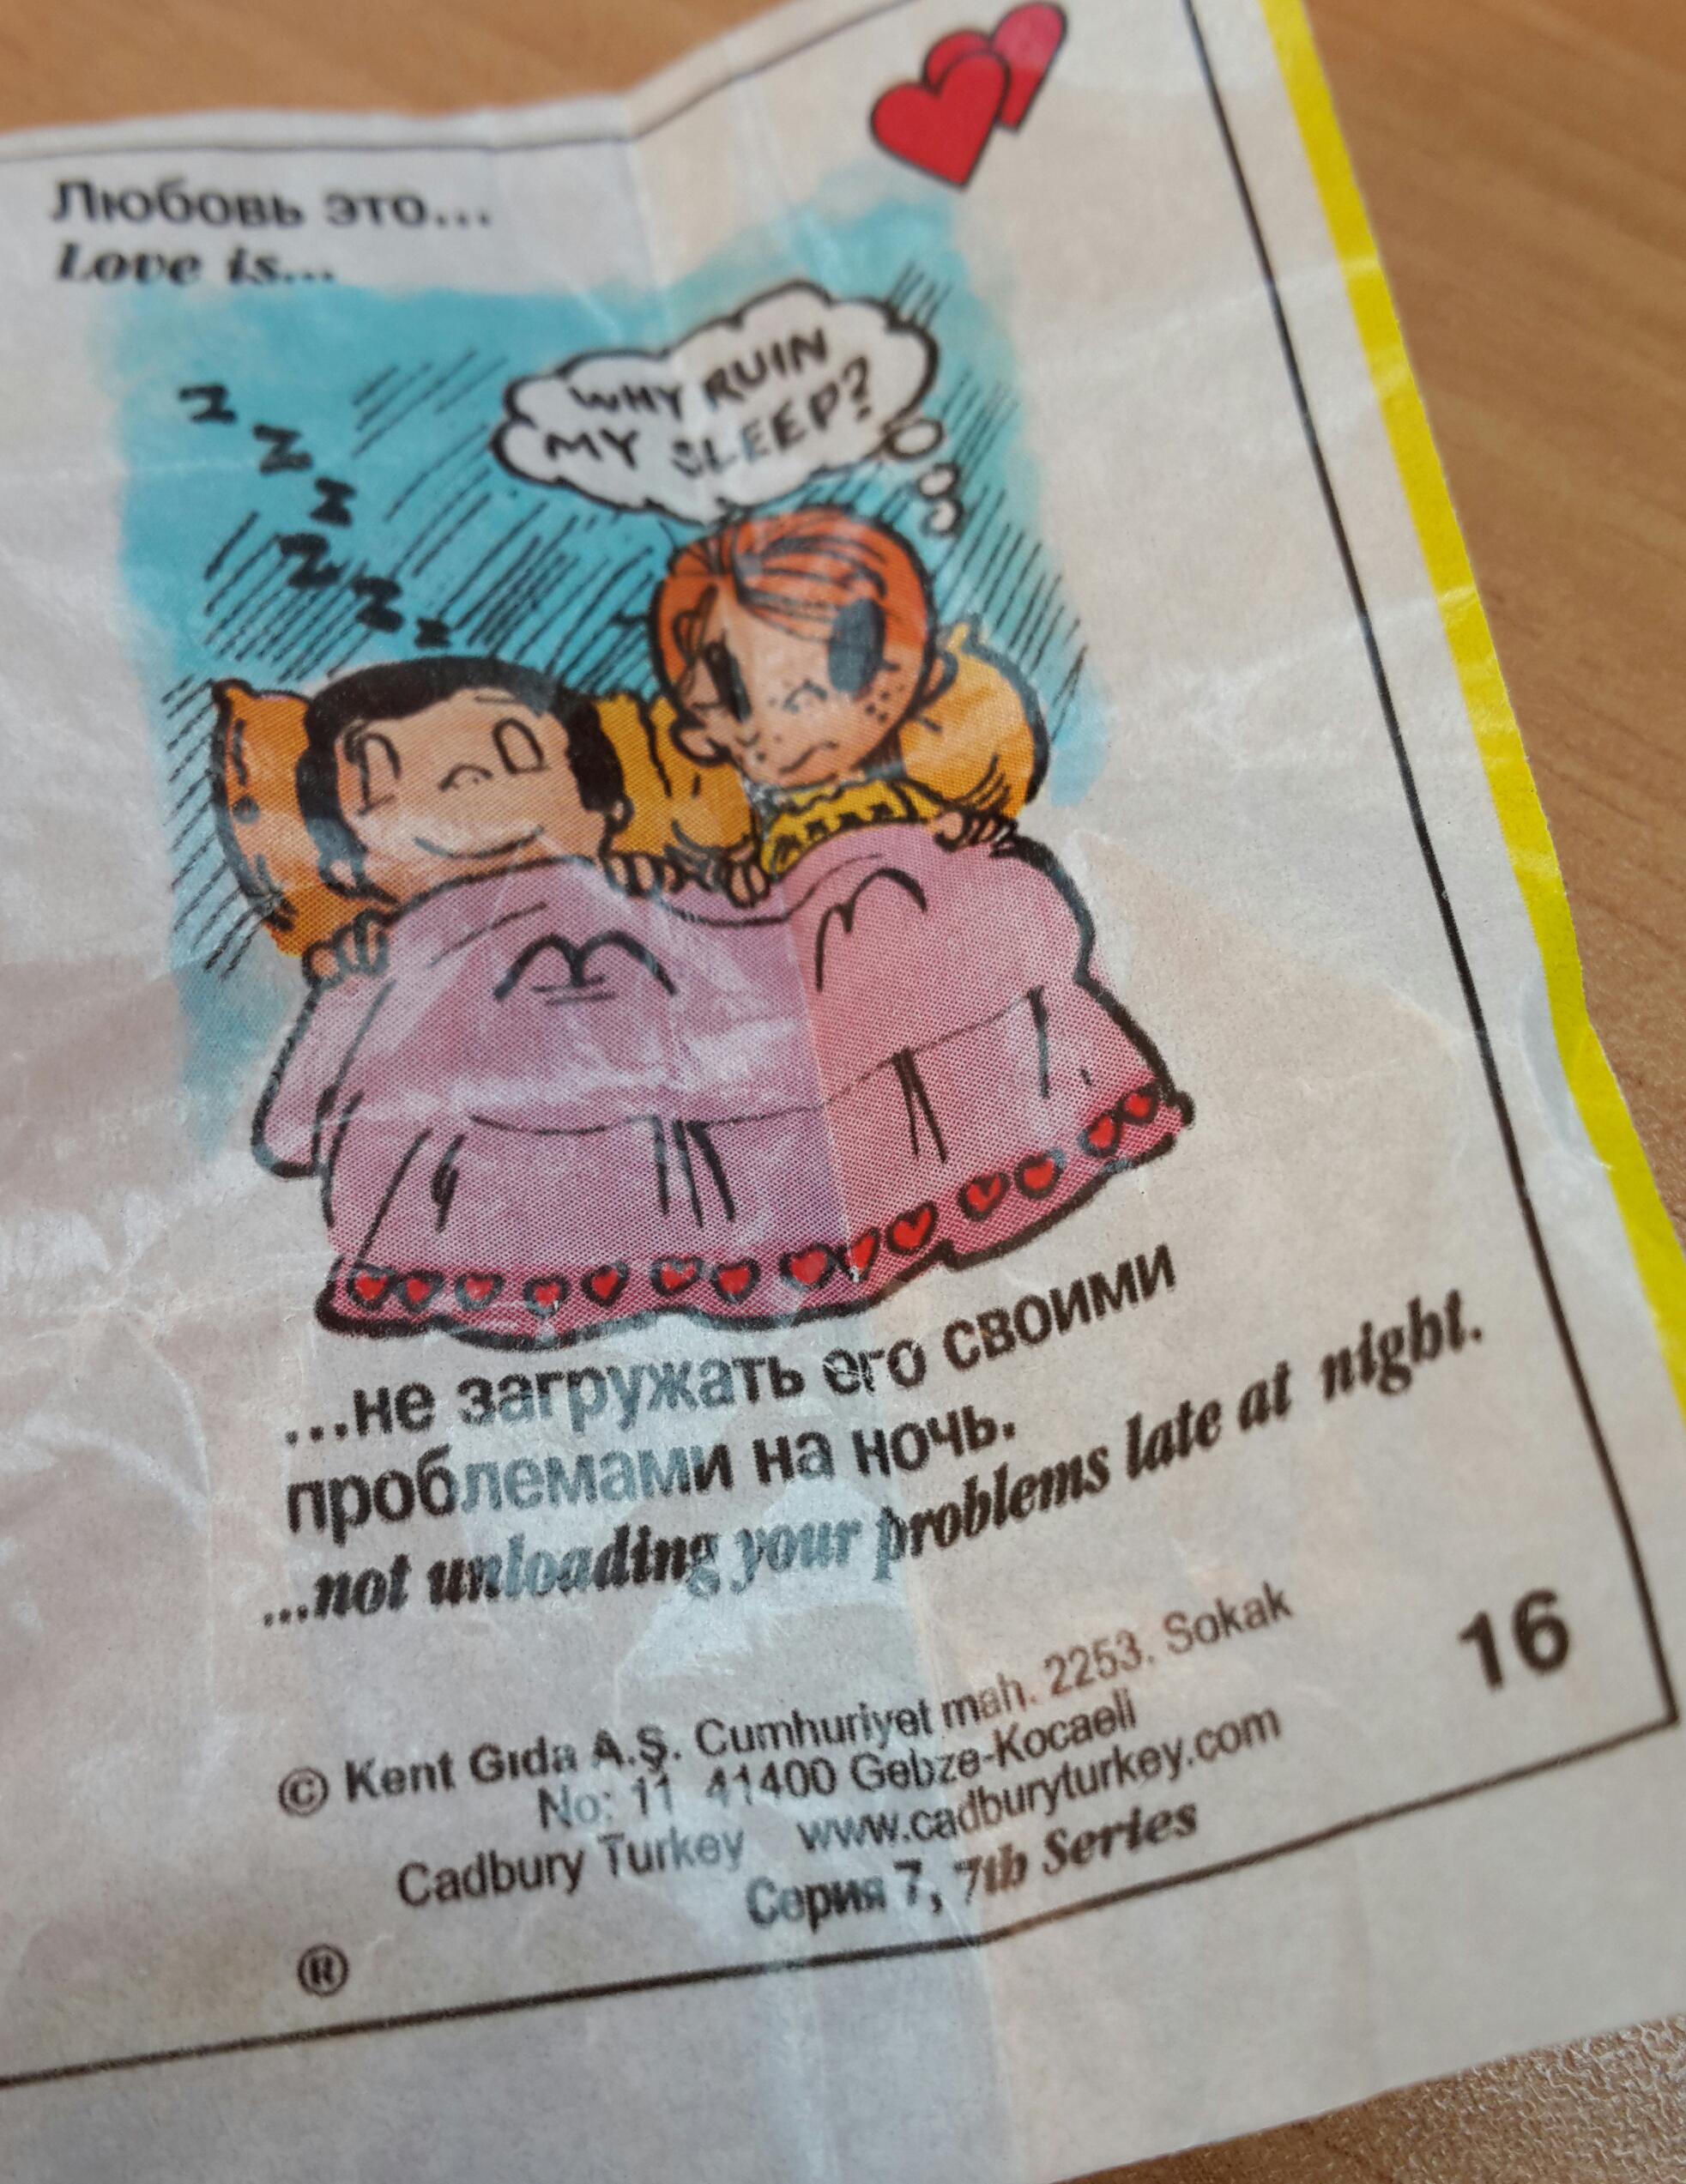 Любовь это...
Love is...
WHY RUIN
MY SLEEP?
z z z z z z
...не загружать его своими
проблемами на ночь.
...not unloading your problems late at night.
16
© Kent Gıda A.Ş. Cumhuriyet mah. 2253. Sokak
No: 11 41400 Gebze-Kocaeli
Cadbury Turkey www.cadburyturkey.com
Серия 7, 7th Series
®